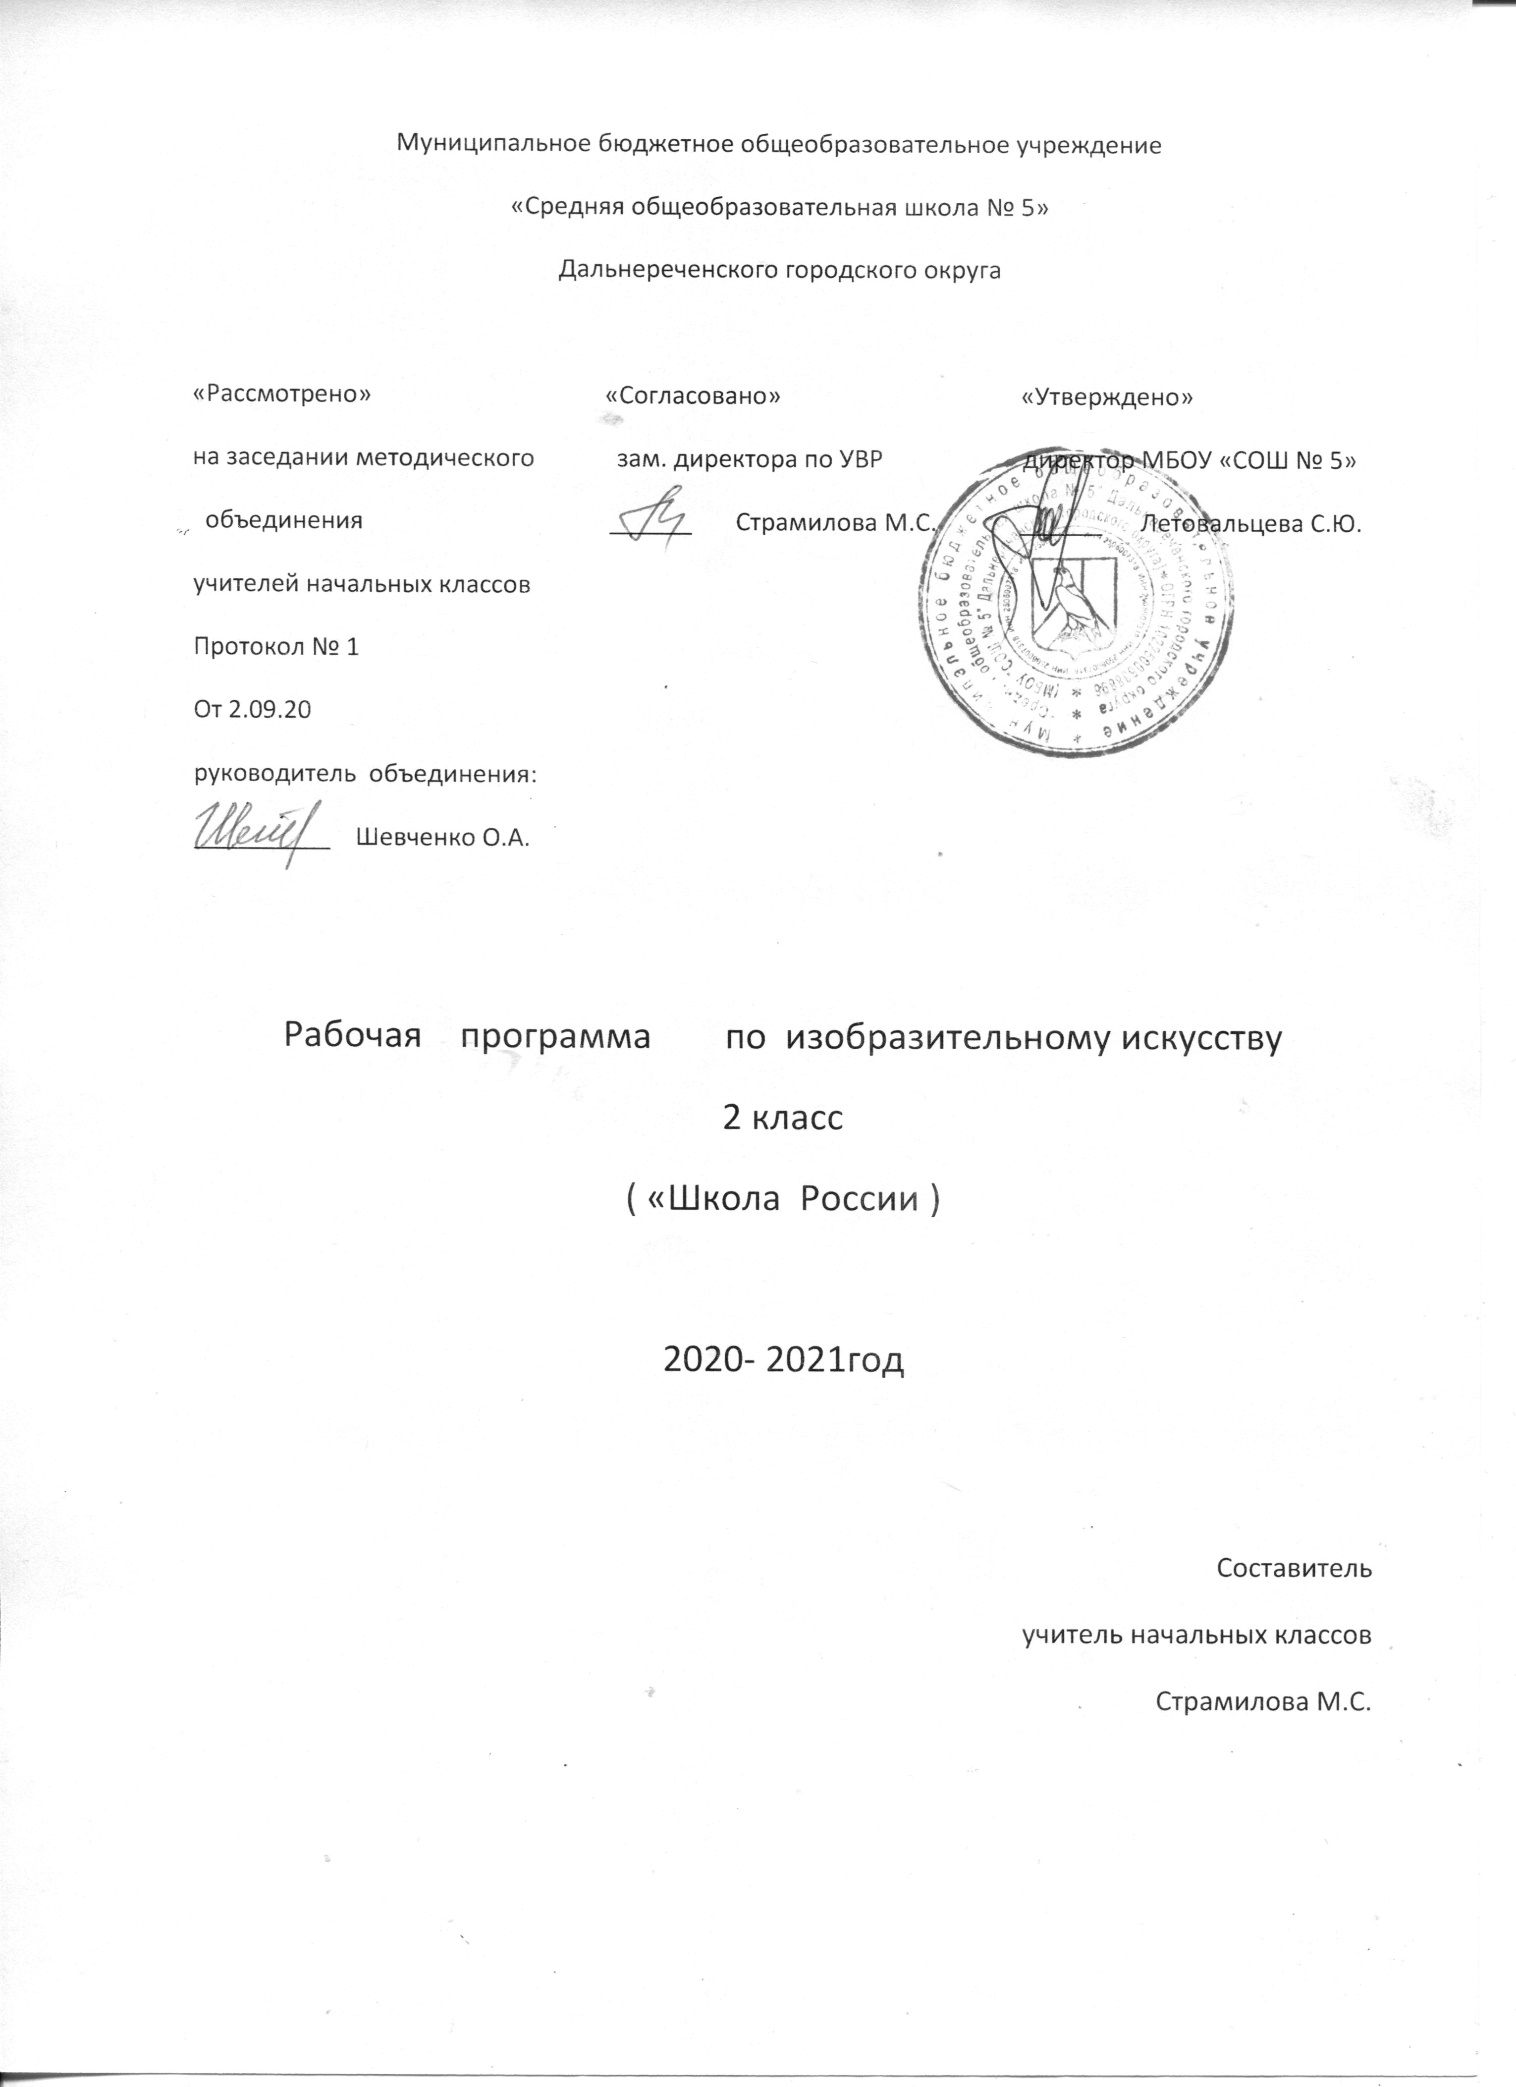 Муниципальное бюджетное общеобразовательное учреждение
«Средняя общеобразовательная школа № 5»
Дальнереченского городского округа
«Рассмотрено»
на заседании методического
объединения
учителей начальных классов
Протокол № 1
От 2.09.20
руководитель объединения:
Шевченко О.А.
«Согласовано»
зам. директора по УВР
Страмилова М.С.
«Утверждено»
директор МБОУ «СОШ № 5»
Летовальцева С.Ю.
Рабочая программа по изобразительному искусству
2 класс
( «Школа России )
2020- 2021год
Составитель
учитель начальных классов
Страмилова М.С.